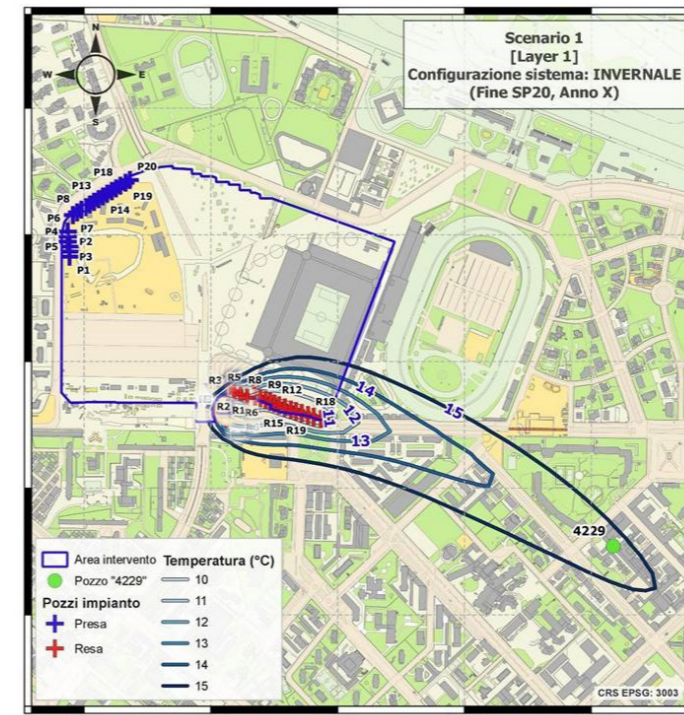 Scenario 1
[Layer 1]
Configurazione sistema: INVERNALE
(Fine SP20, Anno X)
N
W
E
S
P20
P18
P13
P19
P8
P14
P6
P4
P7
P5
P2
P3
P1
R3
R5
R8
R9
R12
R18
R2
R1
R6
R15
R19
11
12
13
14
15
4229
Area intervento
Pozzo "4229"
Pozzi impianto
Presa
Resa
Temperatura (°C)
10
11
12
13
14
15
CRS EPSG: 3003